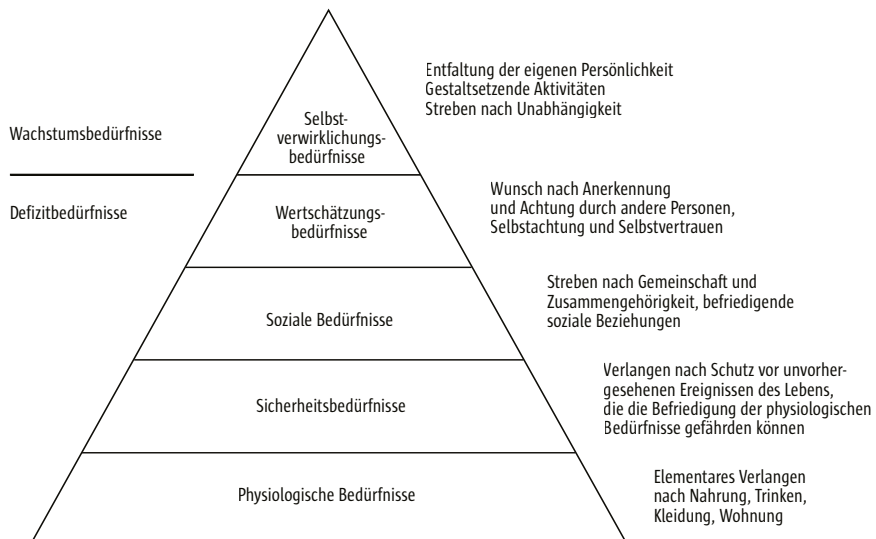 Entfaltung der eigenen Persönlichkeit
Gestaltsetzende Aktivitäten
Streben nach Unabhängigkeit
Selbst-
verwirklichungs-
bedürfnisse
Wachstumsbedürfnisse
Defizitbedürfnisse
Wertschätzungs-
bedürfnisse
Wunsch nach Anerkennung
und Achtung durch andere Personen,
Selbstachtung und Selbstvertrauen
Soziale Bedürfnisse
Streben nach Gemeinschaft und
Zusammengehörigkeit, befriedigende
soziale Beziehungen
Sicherheitsbedürfnisse
Verlangen nach Schutz vor unvorher-
gesehenen Ereignissen des Lebens,
die die Befriedigung der physiologischen
Bedürfnisse gefährden können
Physiologische Bedürfnisse
Elementares Verlangen
nach Nahrung, Trinken,
Kleidung, Wohnung